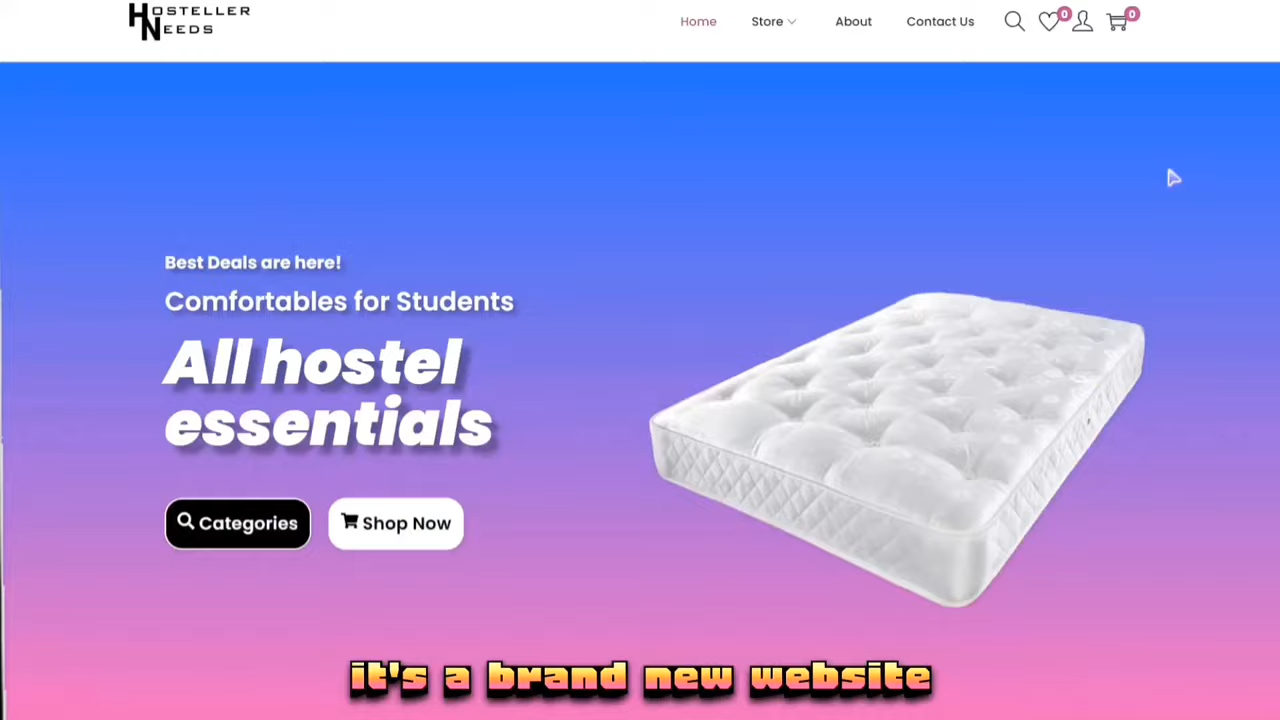 HOSTELLER
NEEDS
Home Store About Contact Us 0 0
Best Deals are here!
Comfortables for Students
All hostel
essentials
Categories Shop Now
it's a brand new website